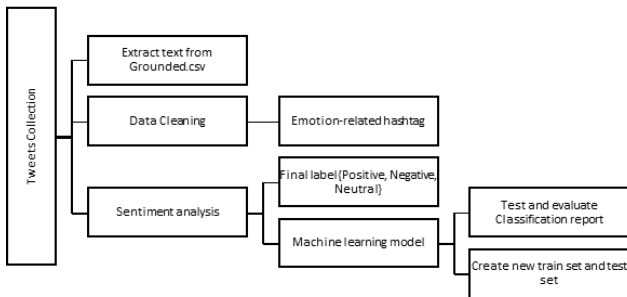 Tweets Collection
Extract text from
Grounded.csv
Data Cleaning
Emotion-related hashtag
Sentiment analysis
Final label{Positive, Negative,
Neutral}
Machine learning model
Test and evaluate
Classification report
Create new train set and test
set